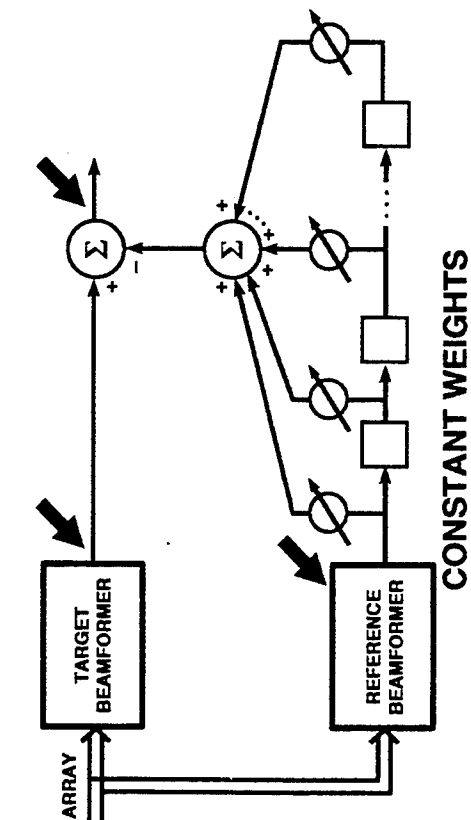 ARRAY
TARGET
BEAMFORMER
+
Σ
−
Σ
+
+
+
+
REFERENCE
BEAMFORMER
CONSTANT WEIGHTS